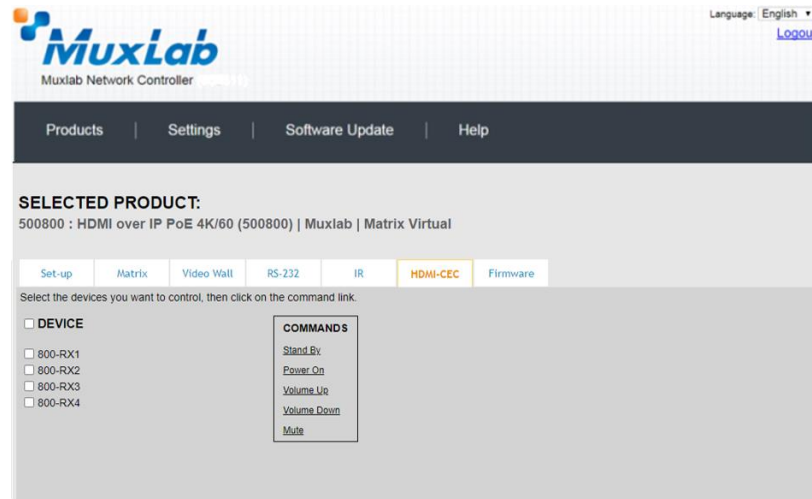 Language: English
Logou
MuxLab
Muxlab Network Controller
Products | Settings | Software Update | Help
SELECTED PRODUCT:
500800 : HDMI over IP PoE 4K/60 (500800) | Muxlab | Matrix Virtual
Set-up Matrix Video Wall RS-232 IR HDMI-CEC Firmware
Select the devices you want to control, then click on the command link.
DEVICE
800-RX1
800-RX2
800-RX3
800-RX4
COMMANDS
Stand By
Power On
Volume Up
Volume Down
Mute